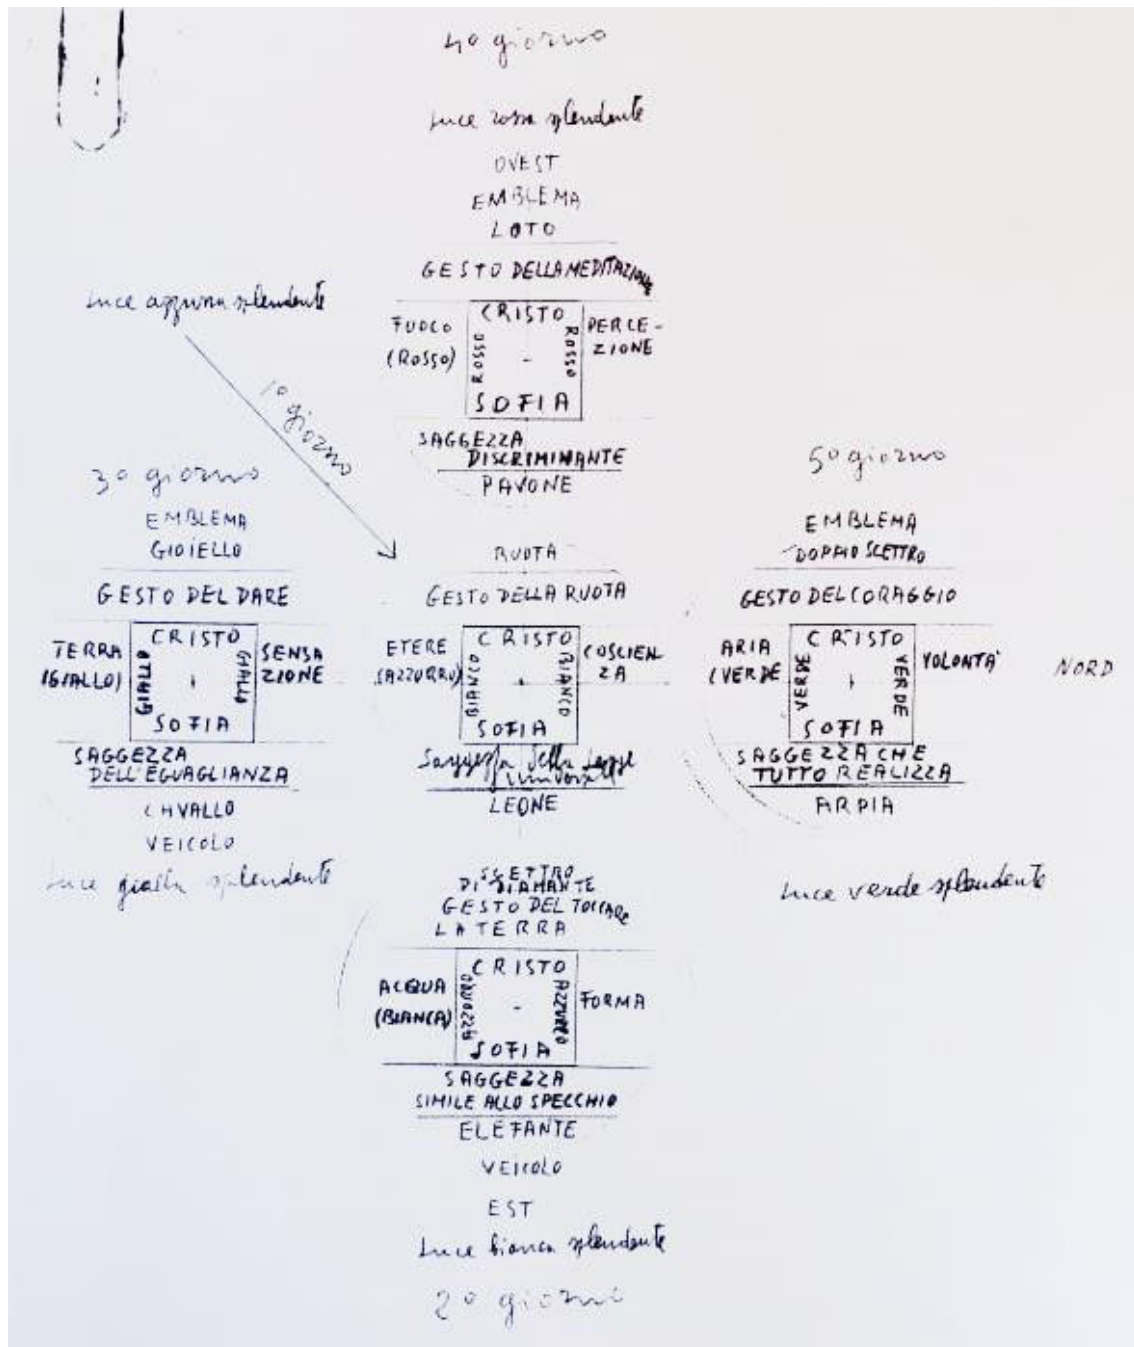 4º giorno
Luce rossa splendente
OVEST
EMBLEMA
LOTO
GESTO DELLA MEDITAZIONE
FUOCO
(ROSSO)
CRISTO
ROSSO
ROSSO
SOFIA
PERCE-
ZIONE
SAGGEZZA
DISCRIMINANTE
PAVONE
Luce azzurra splendente
1º giorno
3º giorno
EMBLEMA
GIOIELLO
GESTO DEL DARE
TERRA
(GIALLO)
CRISTO
GIALLO
GIALLO
SOFIA
SENSA
ZIONE
SAGGEZZA
DELL'EGUAGLIANZA
CAVALLO
VEICOLO
Luce gialla splendente
RUOTA
GESTO DELLA RUOTA
ETERE
(AZZURRO)
CRISTO
BIANCO
BIANCO
SOFIA
COSCIEN
ZA
Saggezza della Legge
universale
LEONE
5º giorno
EMBLEMA
DOPPIO SCETTRO
GESTO DEL CORAGGIO
ARIA
(VERDE
CRISTO
VERDE
VERDE
SOFIA
VOLONTÀ
NORD
SAGGEZZA CHE
TUTTO REALIZZA
ARPIA
Luce verde splendente
SCETTRO
DI DIAMANTE
GESTO DEL TOCCARE
LA TERRA
ACQUA
(BIANCA)
CRISTO
AZZURRO
AZZURRO
SOFIA
FORMA
SAGGEZZA
SIMILE ALLO SPECCHIO
ELEFANTE
VEICOLO
EST
Luce bianca splendente
2º giorno